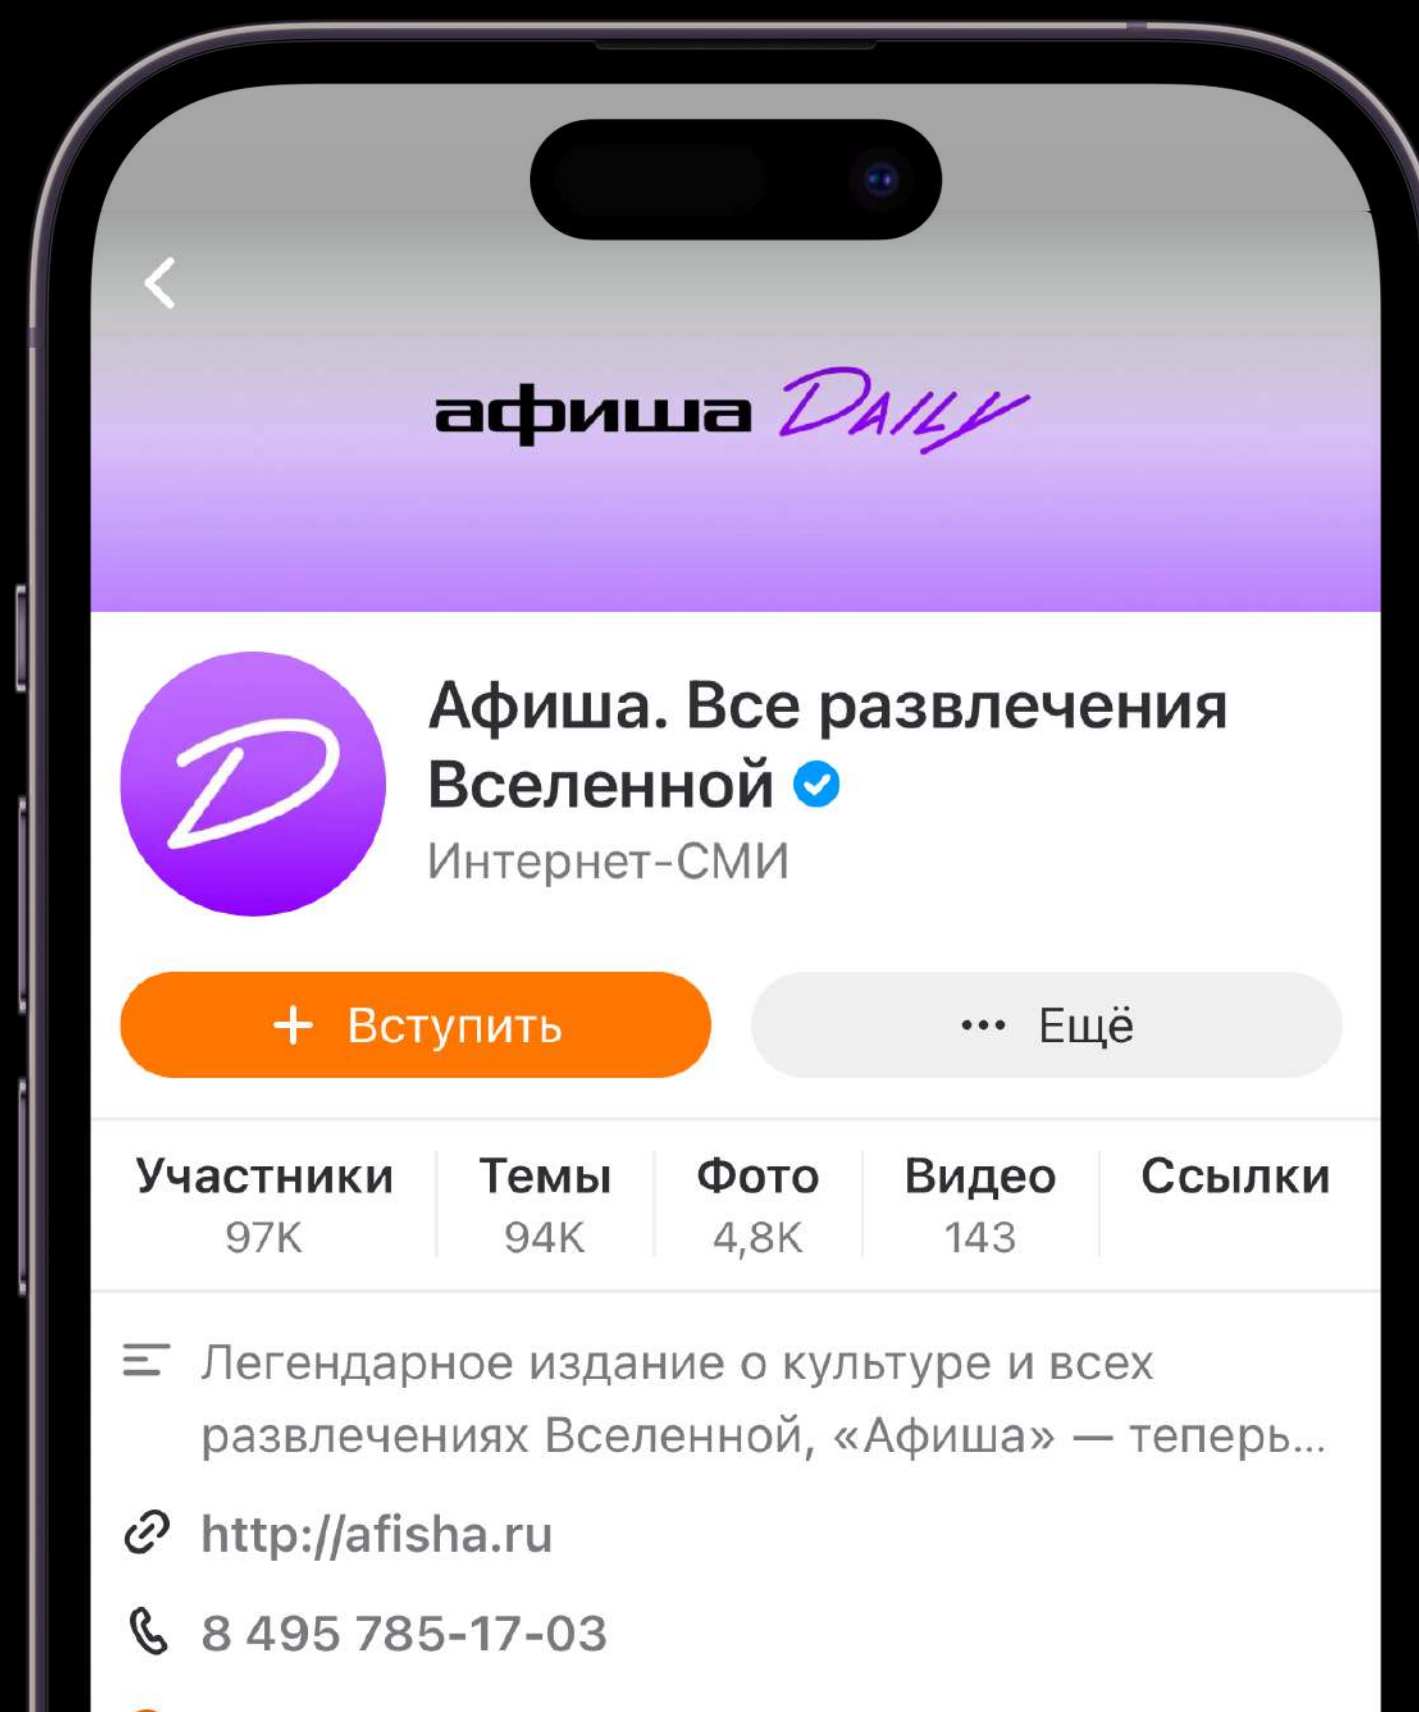 афиша DAILY
D
Афиша. Все развлечения
Вселенной
Интернет-СМИ
+ Вступить
••• Ещё
Участники Темы Фото Видео Ссылки
97K 94K 4,8K 143
Легендарное издание о культуре и всех
развлечениях Вселенной, «Афиша» — теперь...
http://afisha.ru
8 495 785-17-03